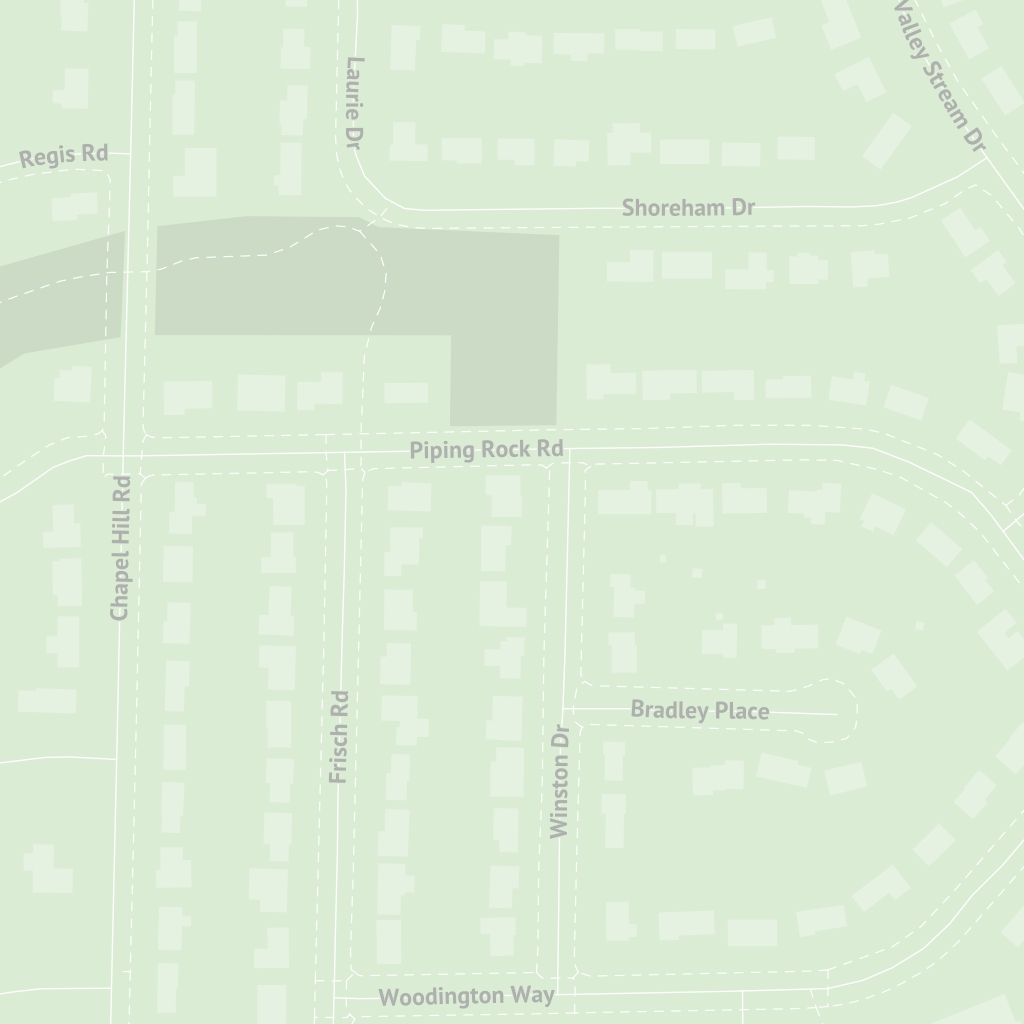 Valley Stream Dr
Laurie Dr
Regis Rd
Shoreham Dr
Piping Rock Rd
Chapel Hill Rd
Frisch Rd
Bradley Place
Winston Dr
Woodington Way